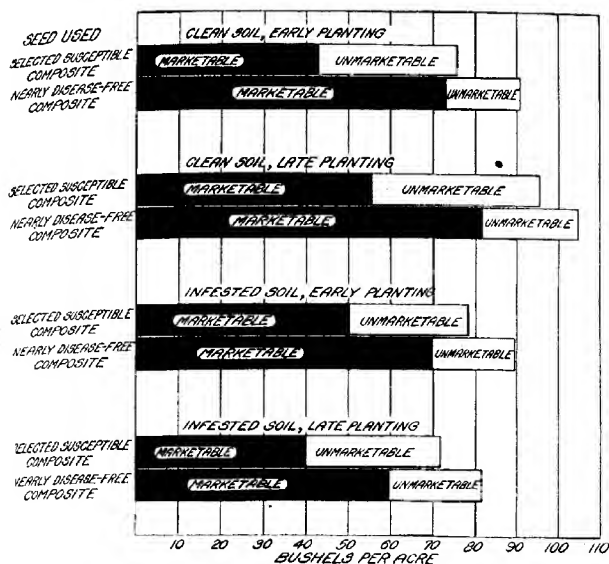 SEED USED
CLEAN SOIL, EARLY PLANTING
SELECTED SUSCEPTIBLE
COMPOSITE
MARKETABLE
UNMARKETABLE
NEARLY DISEASE-FREE
COMPOSITE
MARKETABLE
UNMARKETABLE
CLEAN SOIL, LATE PLANTING
SELECTED SUSCEPTIBLE
COMPOSITE
MARKETABLE
UNMARKETABLE
NEARLY DISEASE-FREE
COMPOSITE
MARKETABLE
UNMARKETABLE
INFESTED SOIL, EARLY PLANTING
SELECTED SUSCEPTIBLE
COMPOSITE
MARKETABLE
UNMARKETABLE
NEARLY DISEASE-FREE
COMPOSITE
MARKETABLE
UNMARKETABLE
INFESTED SOIL, LATE PLANTING
SELECTED SUSCEPTIBLE
COMPOSITE
MARKETABLE
UNMARKETABLE
NEARLY DISEASE-FREE
COMPOSITE
MARKETABLE
UNMARKETABLE
10 20 30 40 50 60 70 80 90 100 110
BUSHELS PER ACRE